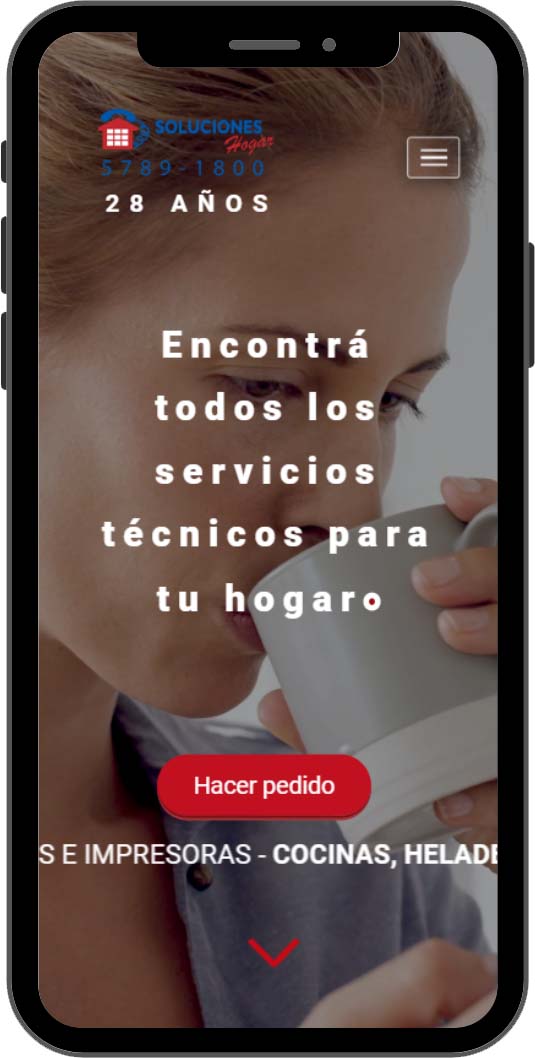 SOLUCIONES
Hogar
5789-1800
28 AÑOS
Encontrá
todos los
servicios
técnicos para
tu hogar
Hacer pedido
S E IMPRESORAS - COCINAS, HELADE